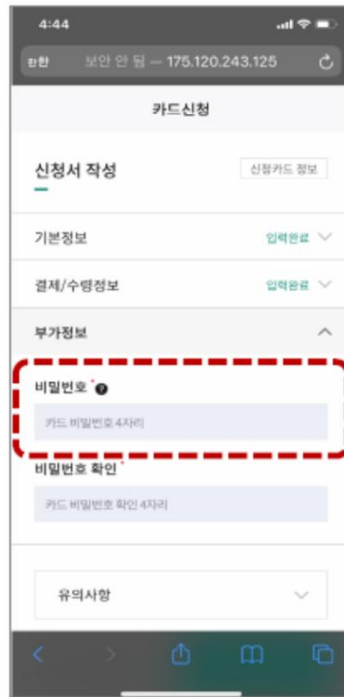 4:44
보안 안 됨 — 175.120.243.125
카드신청
신청서 작성
신청카드 정보
기본정보
입력완료
결제/수령정보
입력완료
부가정보
비밀번호 * ?
카드 비밀번호 4자리
비밀번호 확인 *
카드 비밀번호 확인 4자리
유의사항